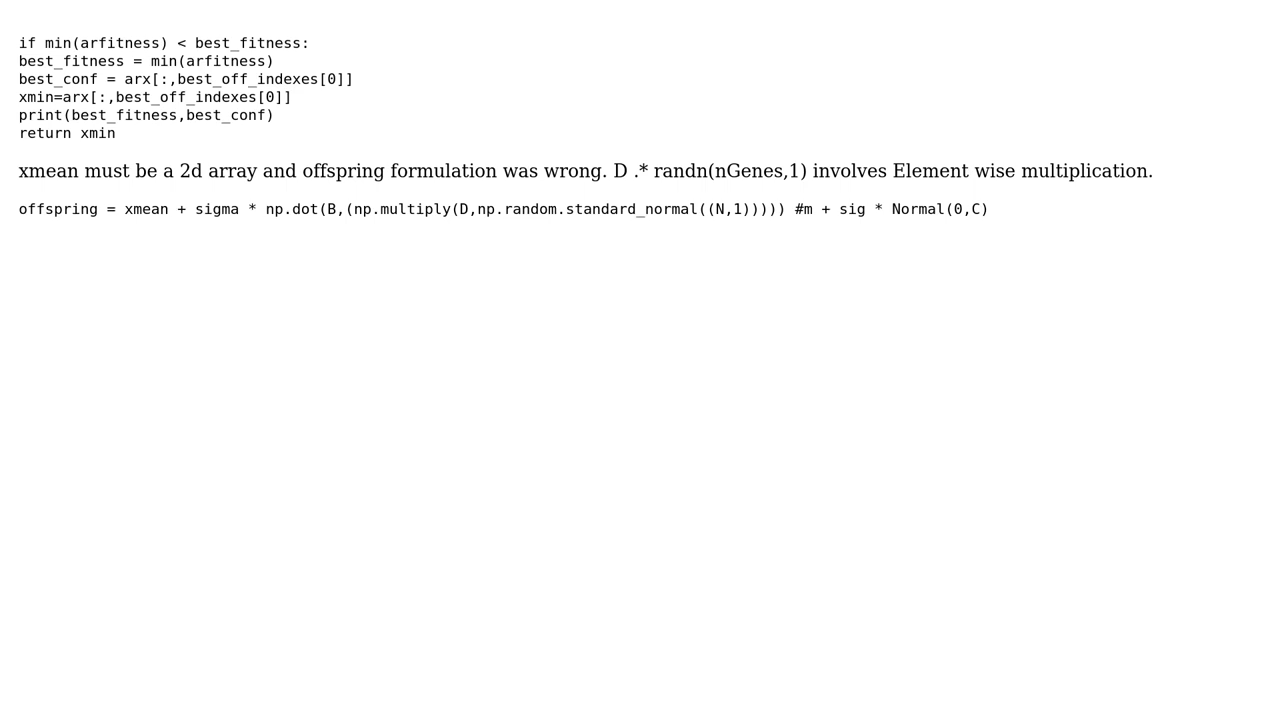 if min(arfitness) < best_fitness:
best_fitness = min(arfitness)
best_conf = arx[:,best_off_indexes[0]]
xmin=arx[:,best_off_indexes[0]]
print(best_fitness,best_conf)
return xmin
xmean must be a 2d array and offspring formulation was wrong. D .* randn(nGenes,1) involves Element wise multiplication.
offspring = xmean + sigma * np.dot(B,(np.multiply(D,np.random.standard_normal((N,1))))) #m + sig * Normal(0,C)